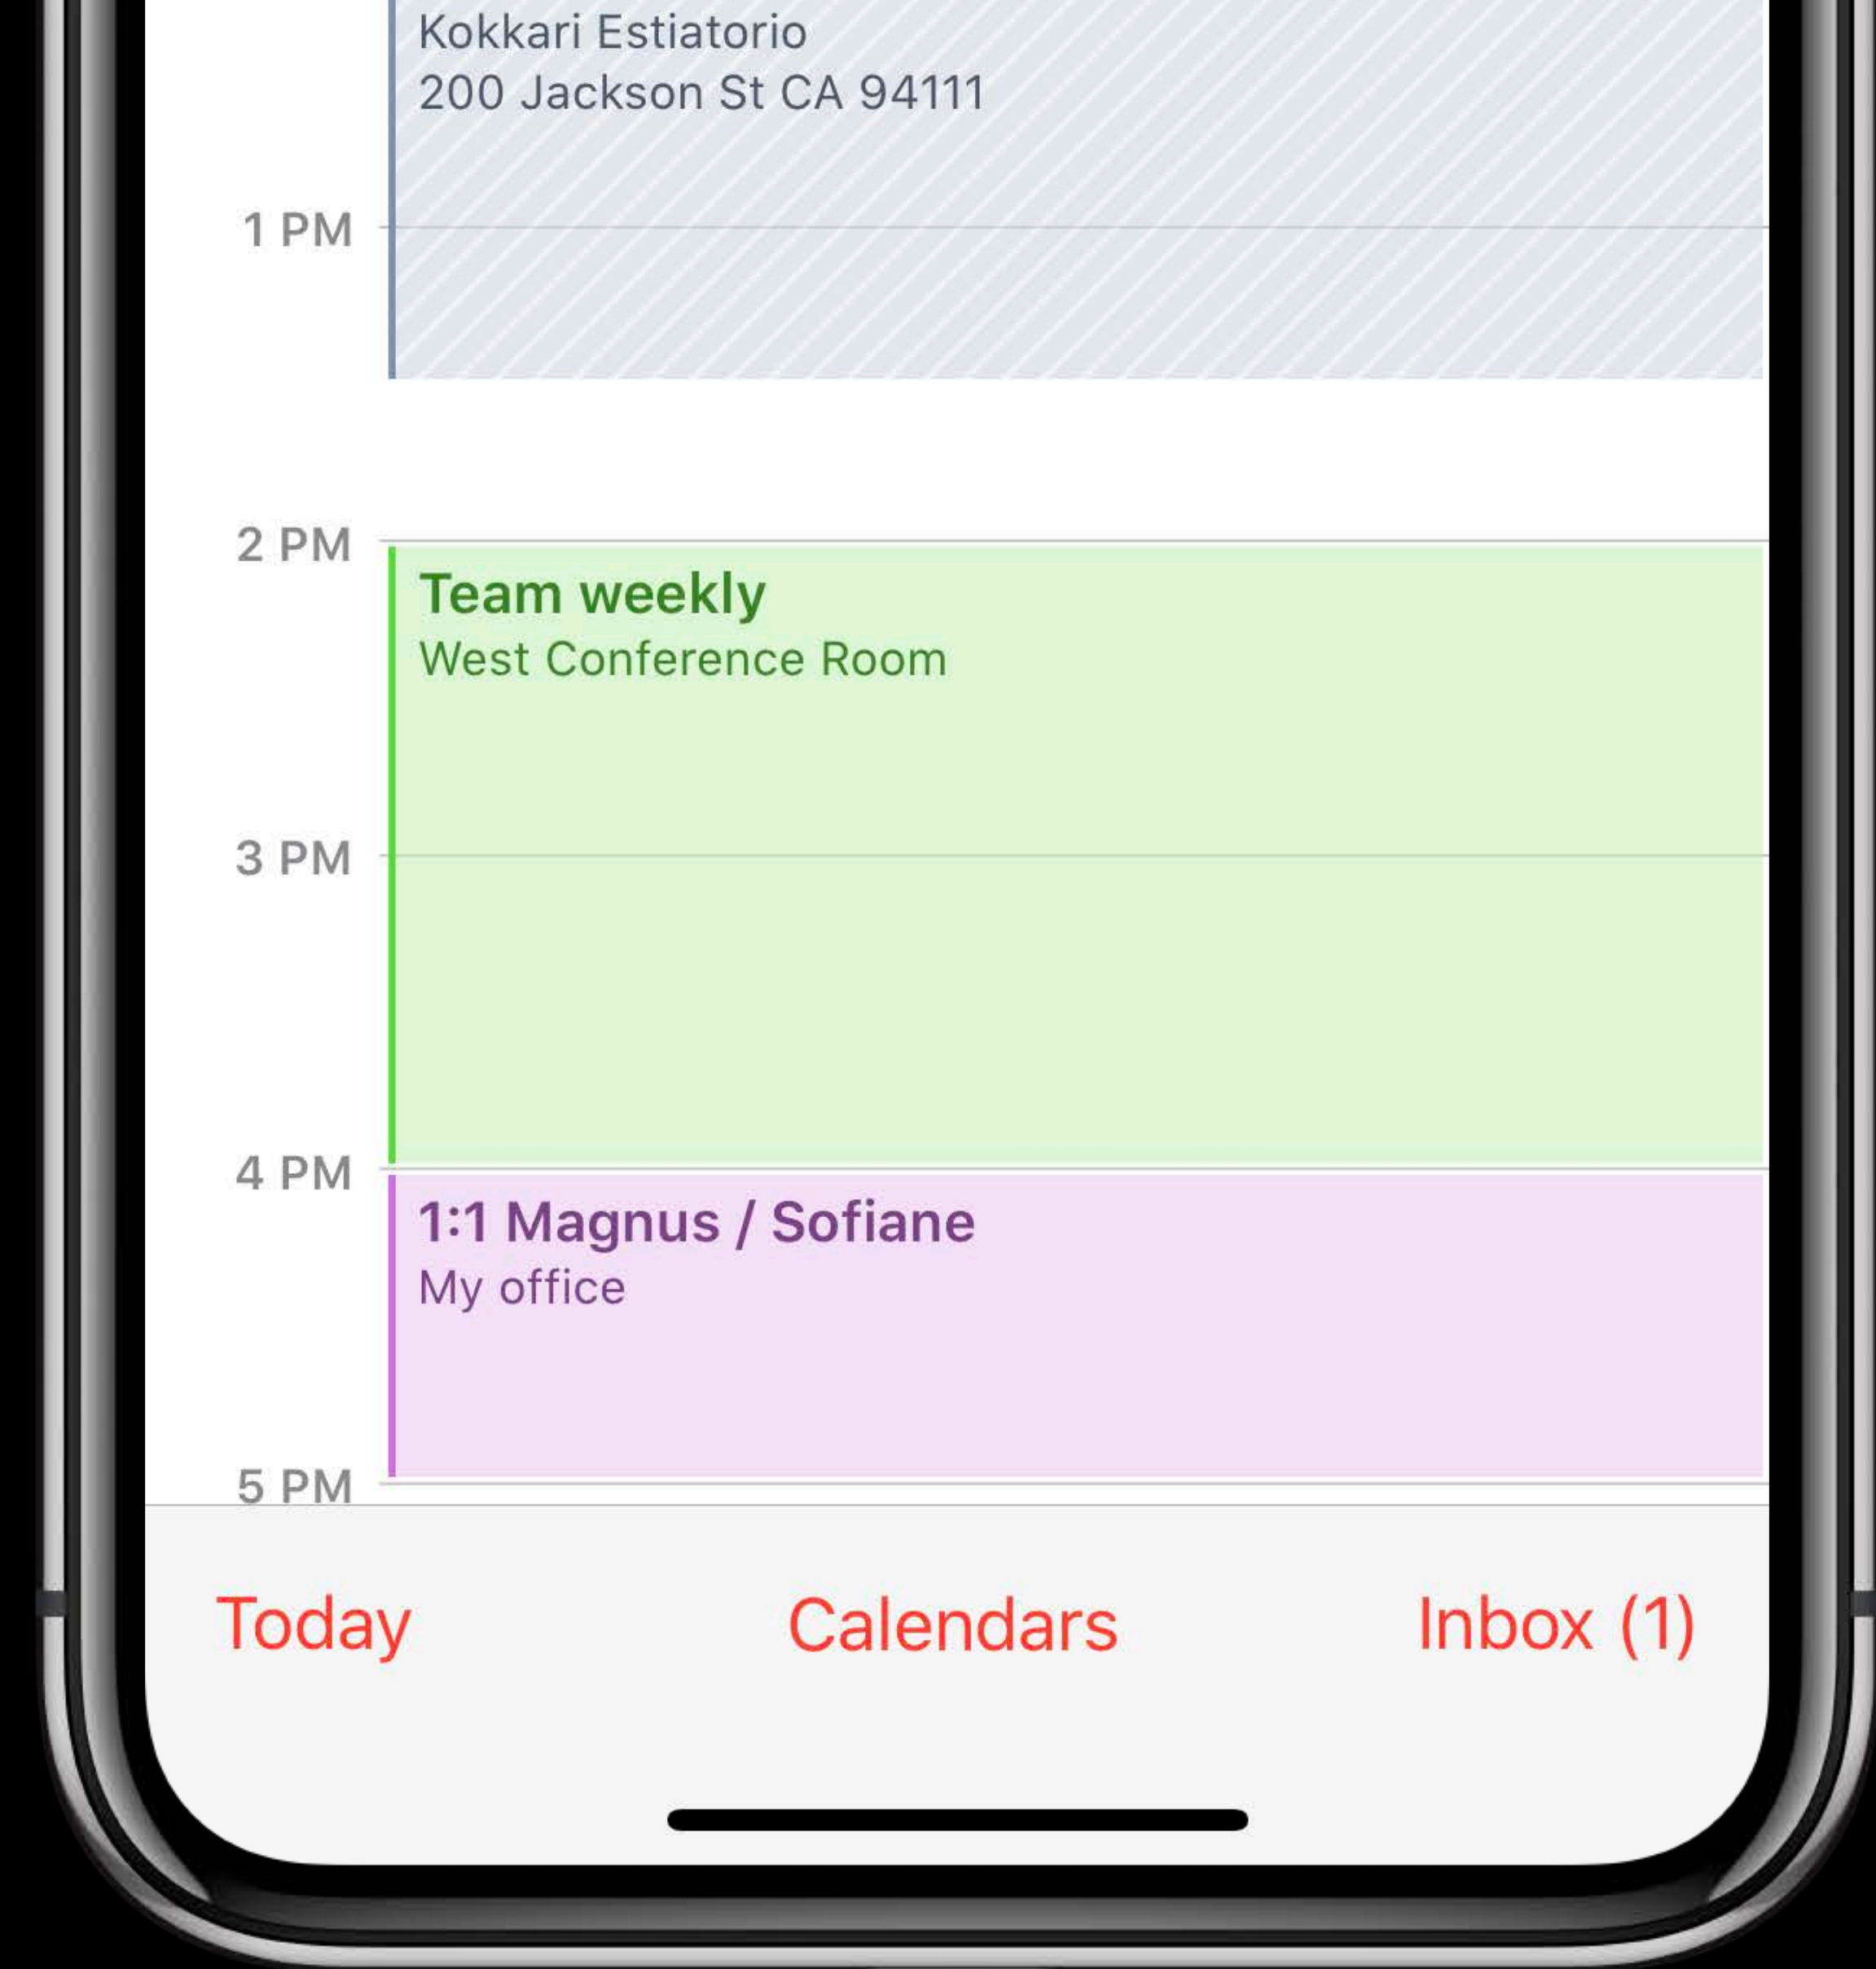 Kokkari Estiatorio
200 Jackson St CA 94111
1 PM
2 PM
Team weekly
West Conference Room
3 PM
4 PM
1:1 Magnus / Sofiane
My office
5 PM
Today
Calendars
Inbox (1)